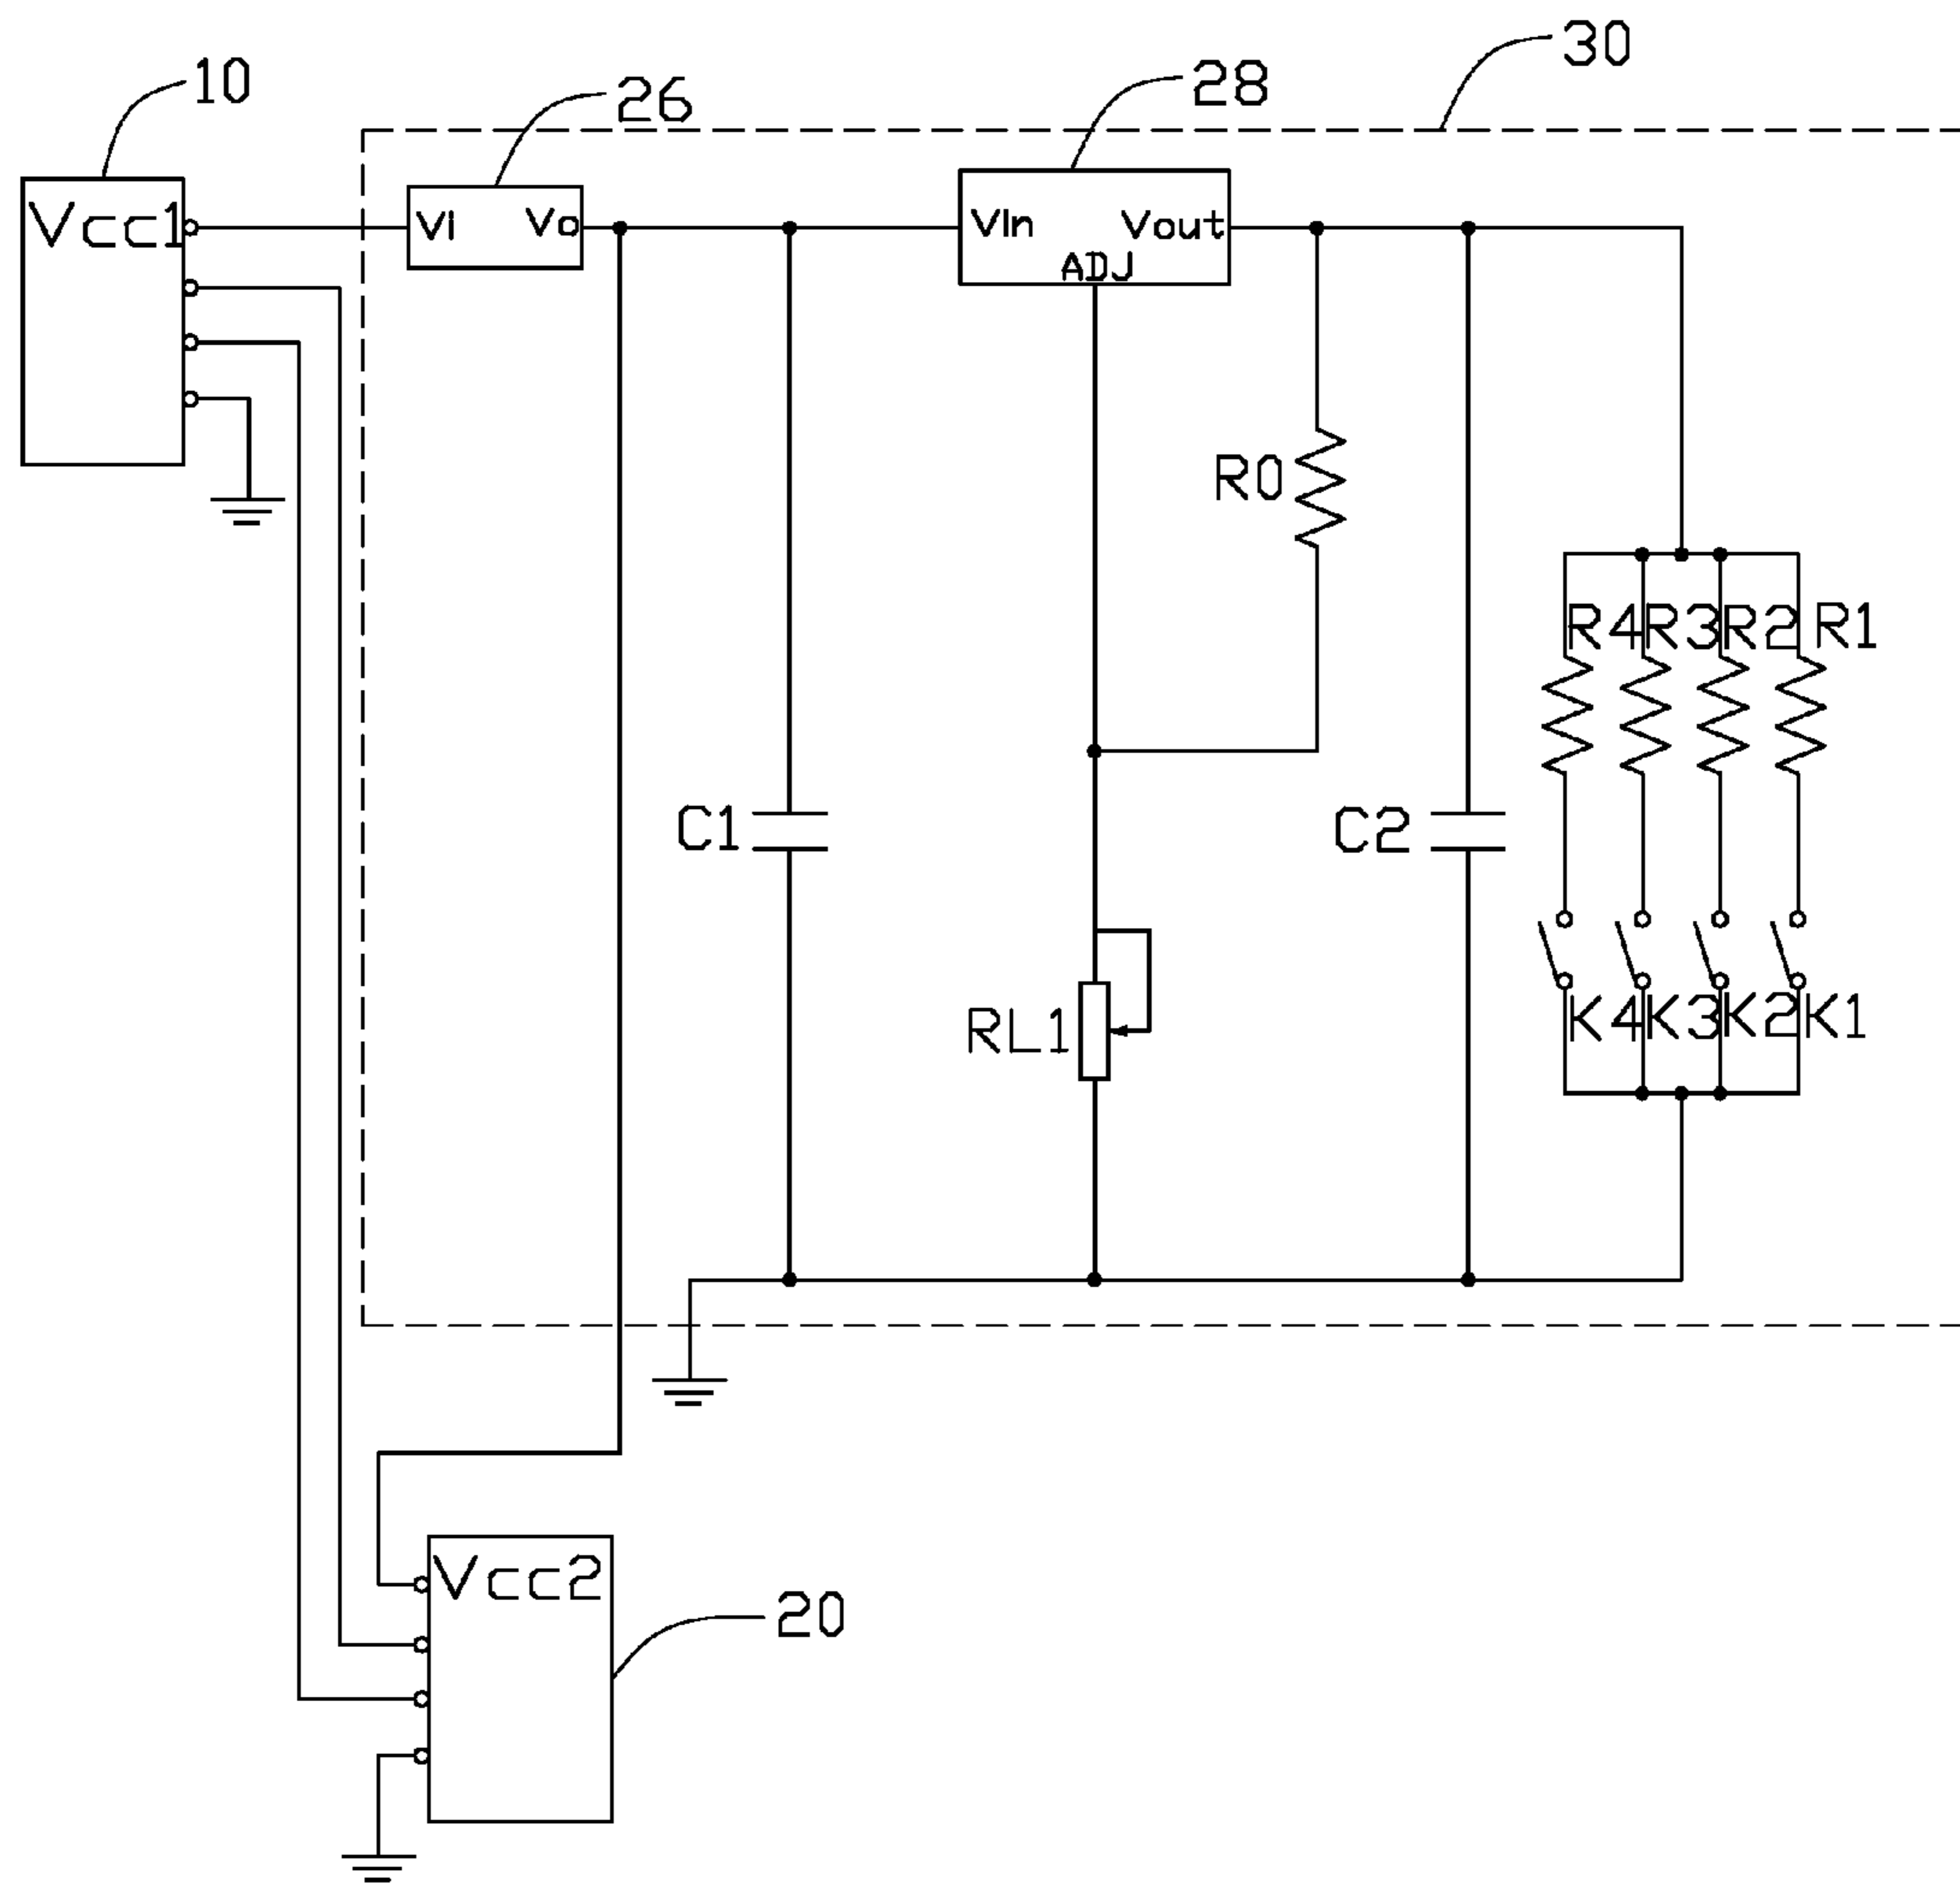 30
10
26
28
Vcc1
Vi Vo
VIn Vout
ADJ
R0
R4 R3 R2 R1
C1
C2
RL1
K4 K3 K2 K1
Vcc2
20